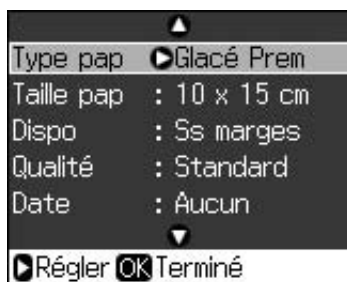 Type pap Glacé Prem
Taille pap : 10 x 15 cm
Dispo : Ss marges
Qualité : Standard
Date : Aucun
Régler OK Terminé